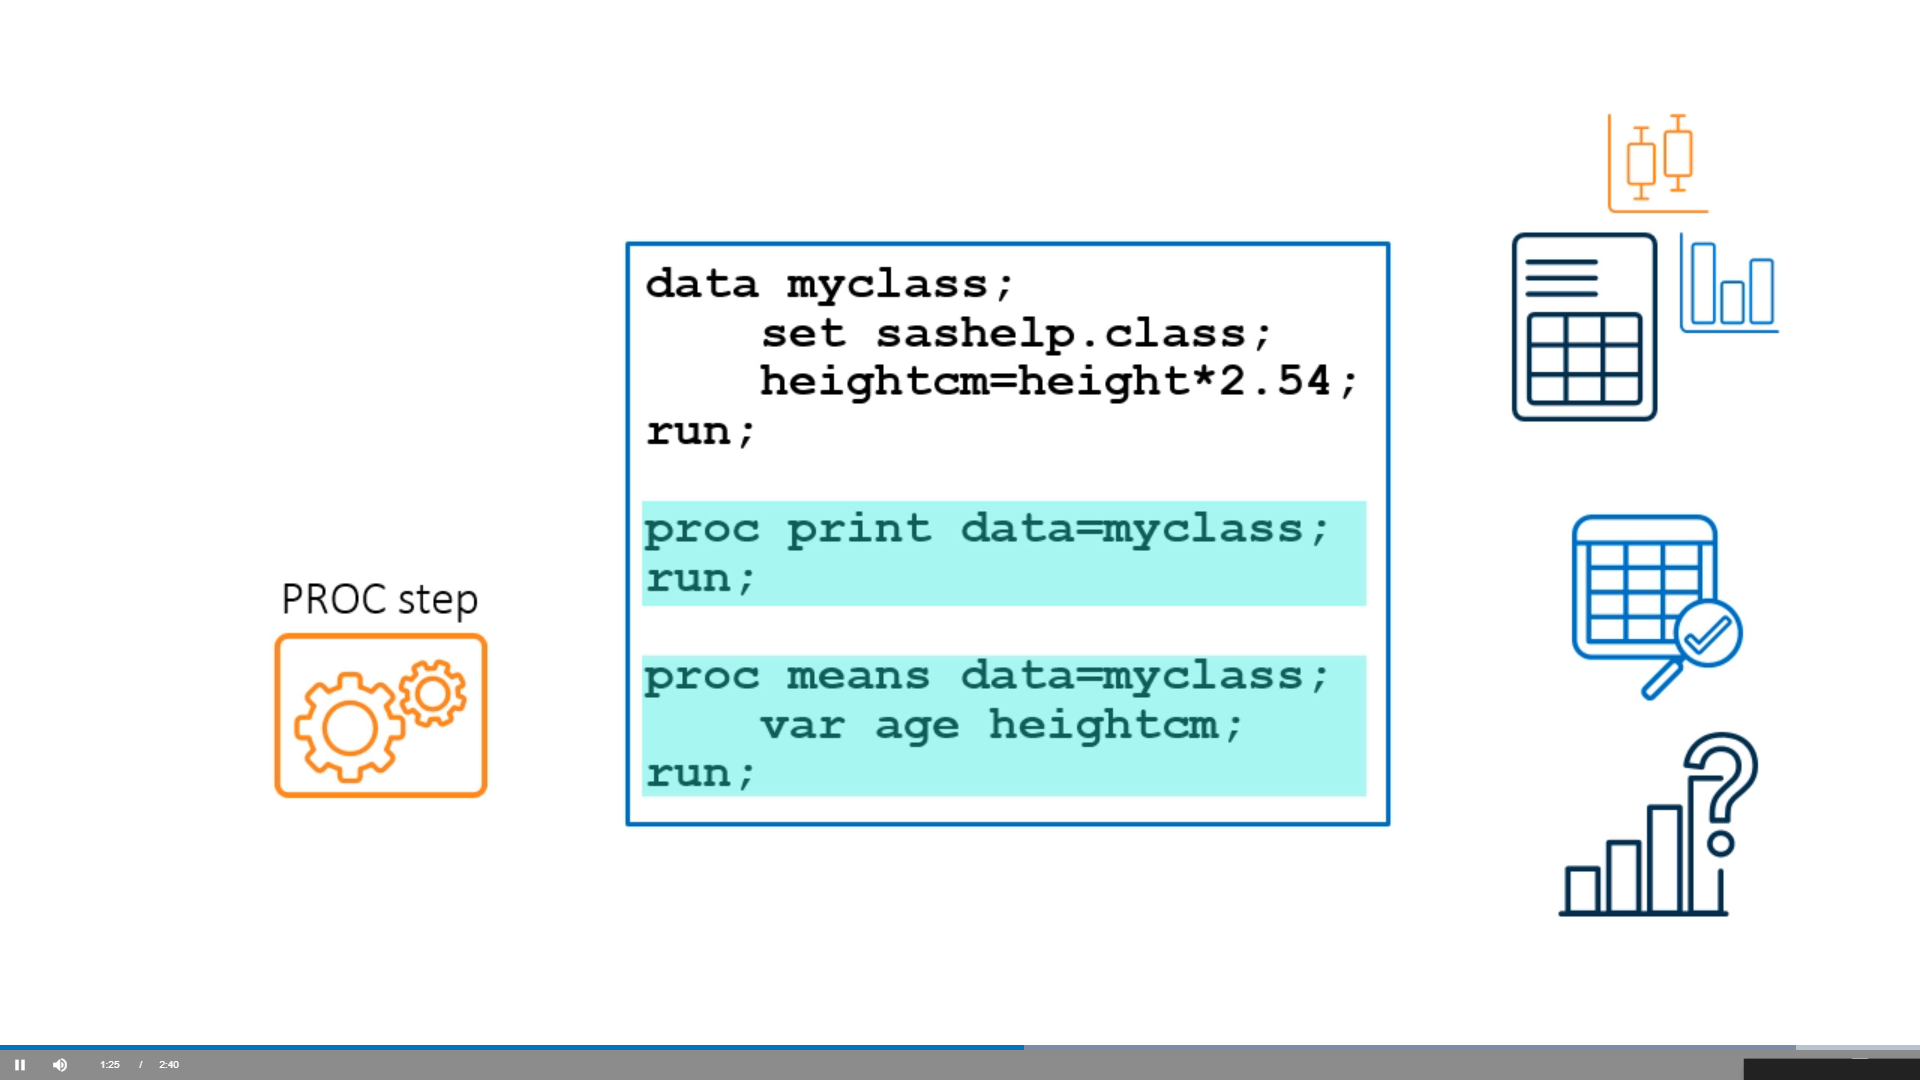 data myclass;
set sashelp.class;
heightcm=height*2.54;
run;
proc print data=myclass;
run;
PROC step
proc means data=myclass;
var age heightcm;
run;
1:25 / 2:40